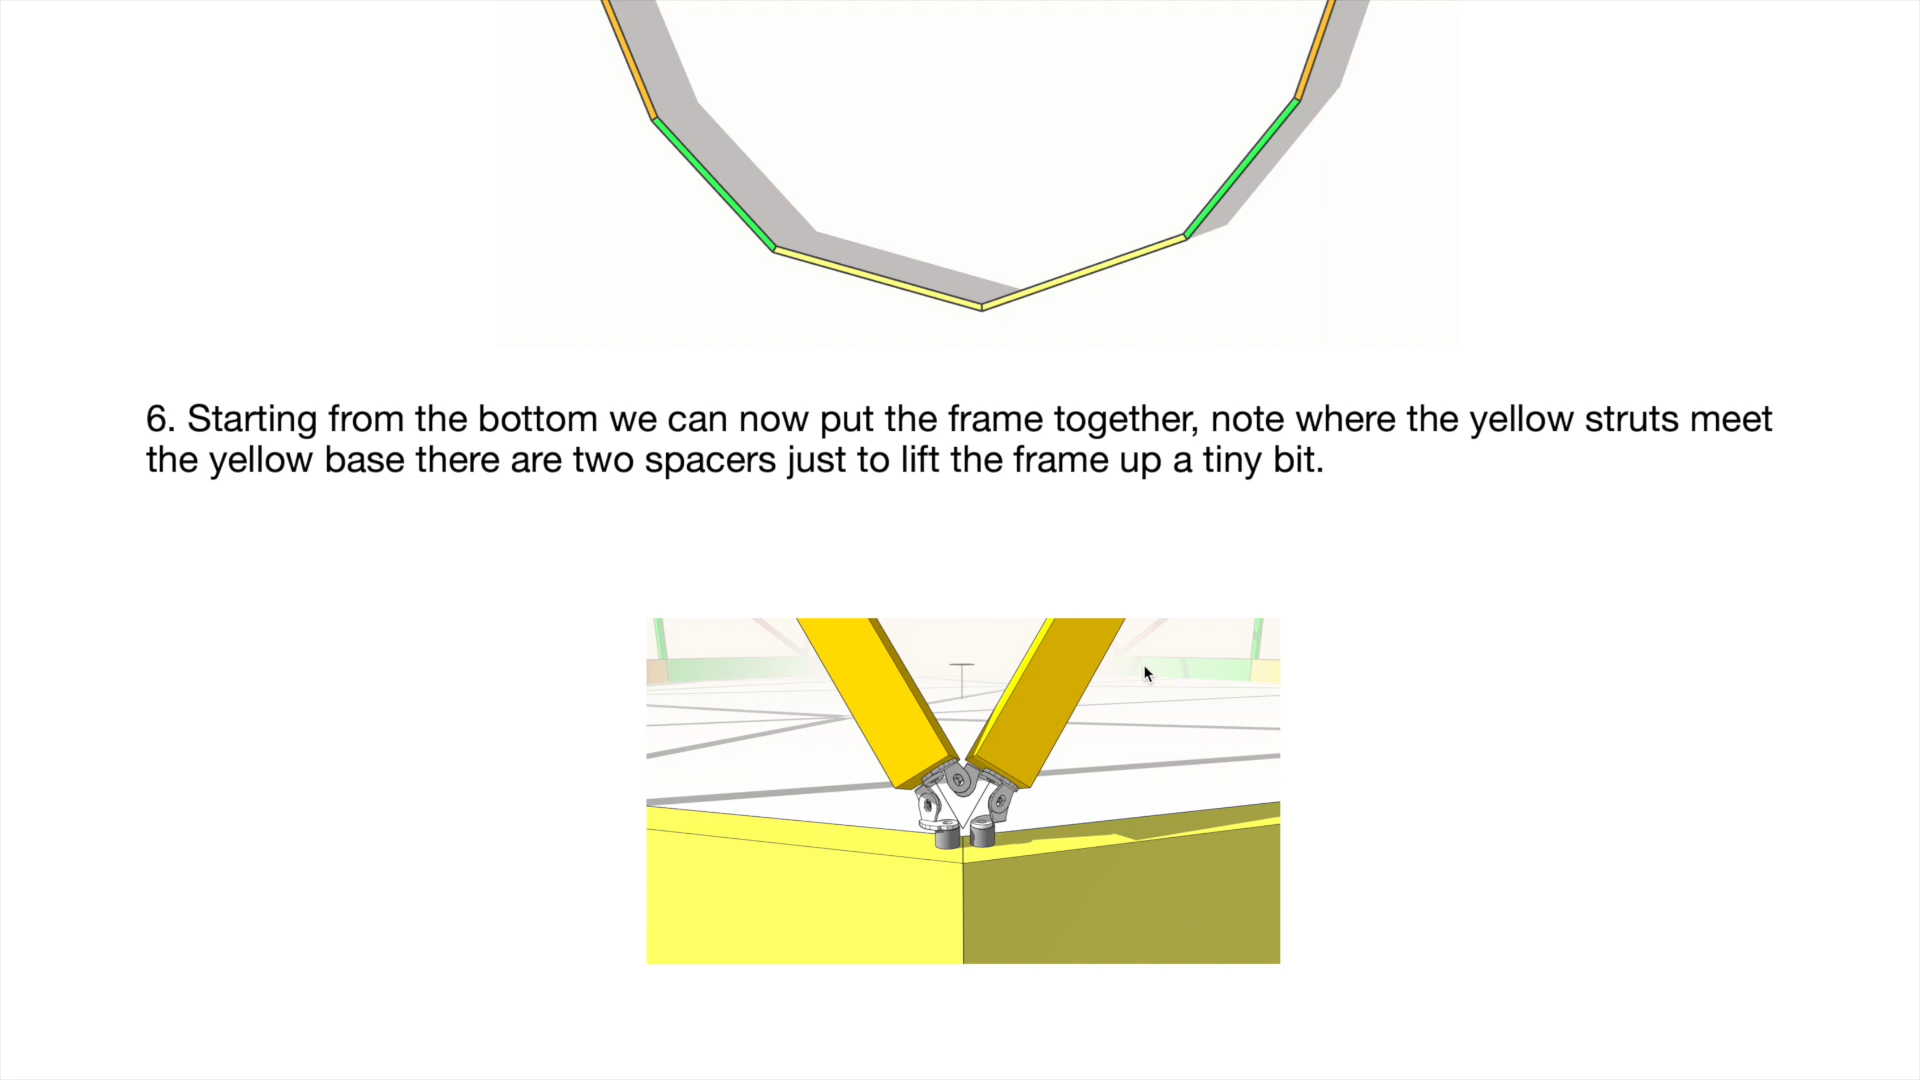 6. Starting from the bottom we can now put the frame together, note where the yellow struts meet
the yellow base there are two spacers just to lift the frame up a tiny bit.